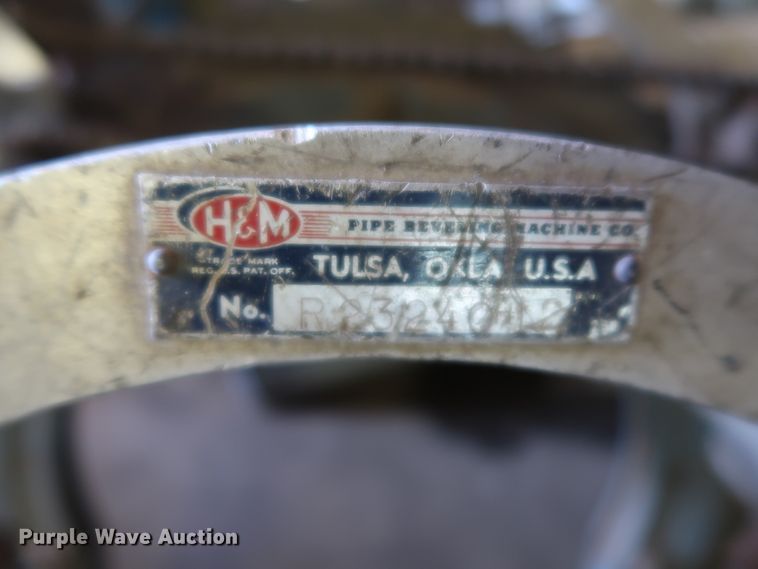 H&M PIPE BEVELING MACHINE CO.
TRADE MARK
REG. U.S. PAT. OFF.
TULSA, OKLA U.S.A
No.
Purple Wave Auction